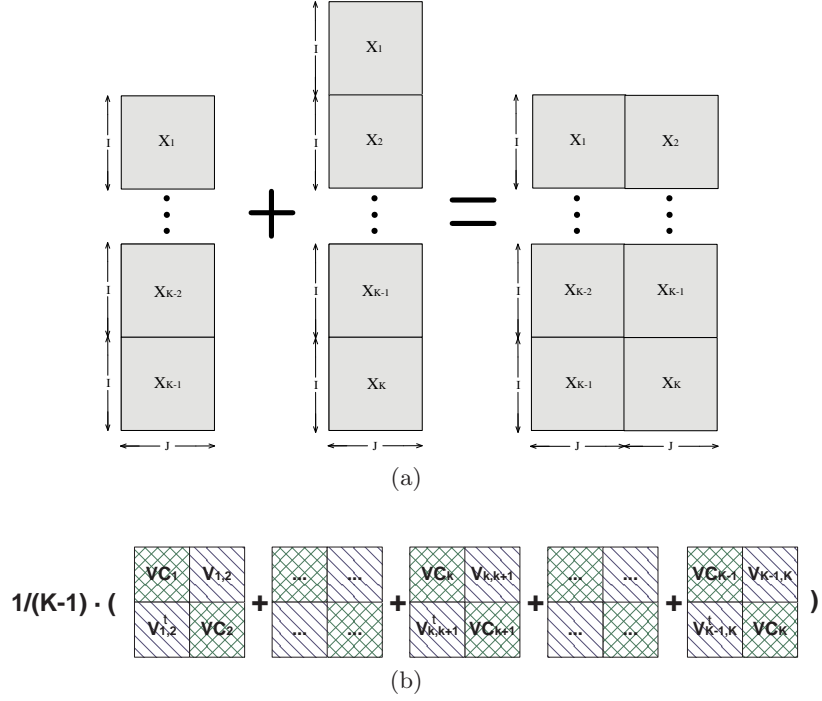 I
X1
I
X1
I
X2
I
X1
X2
+
=
I
XK-2
I
XK-1
I
XK-2
XK-1
I
XK-1
I
XK
I
XK-1
XK
J
J
J
J
(a)
1/(K-1) · (
VC1 V1,2
+
... ...
+
VCk Vk,k+1
+
... ...
+
VCK-1 VK-1,K
)
Vt1,2 VC2
... ...
Vtk,k+1 VCk+1
... ...
VtK-1,K VCK
(b)